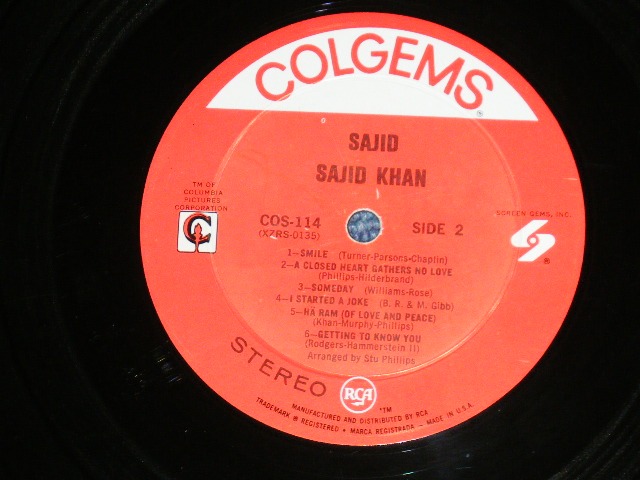 COLGEMS
®
SAJID
SAJID KHAN
TM OF
COLUMBIA
PICTURES
CORPORATION
SCREEN GEMS, INC.
®
COS-114
(XZRS-0135)
SIDE 2
1—SMILE (Turner-Parsons-Chaplin)
2—A CLOSED HEART GATHERS NO LOVE
(Phillips-Hilderbrand)
3—SOMEDAY (Williams-Rose)
4—I STARTED A JOKE (B. R. & M. Gibb)
5—HĀ RAM (OF LOVE AND PEACE)
(Khan-Murphy-Phillips)
6—GETTING TO KNOW YOU
(Rodgers-Hammerstein II)
Arranged by Stu Phillips
STEREO
RCA
"TM
MANUFACTURED AND DISTRIBUTED BY RCA
TRADEMARK ® REGISTERED • MARCA REGISTRADA — MADE IN U.S.A.